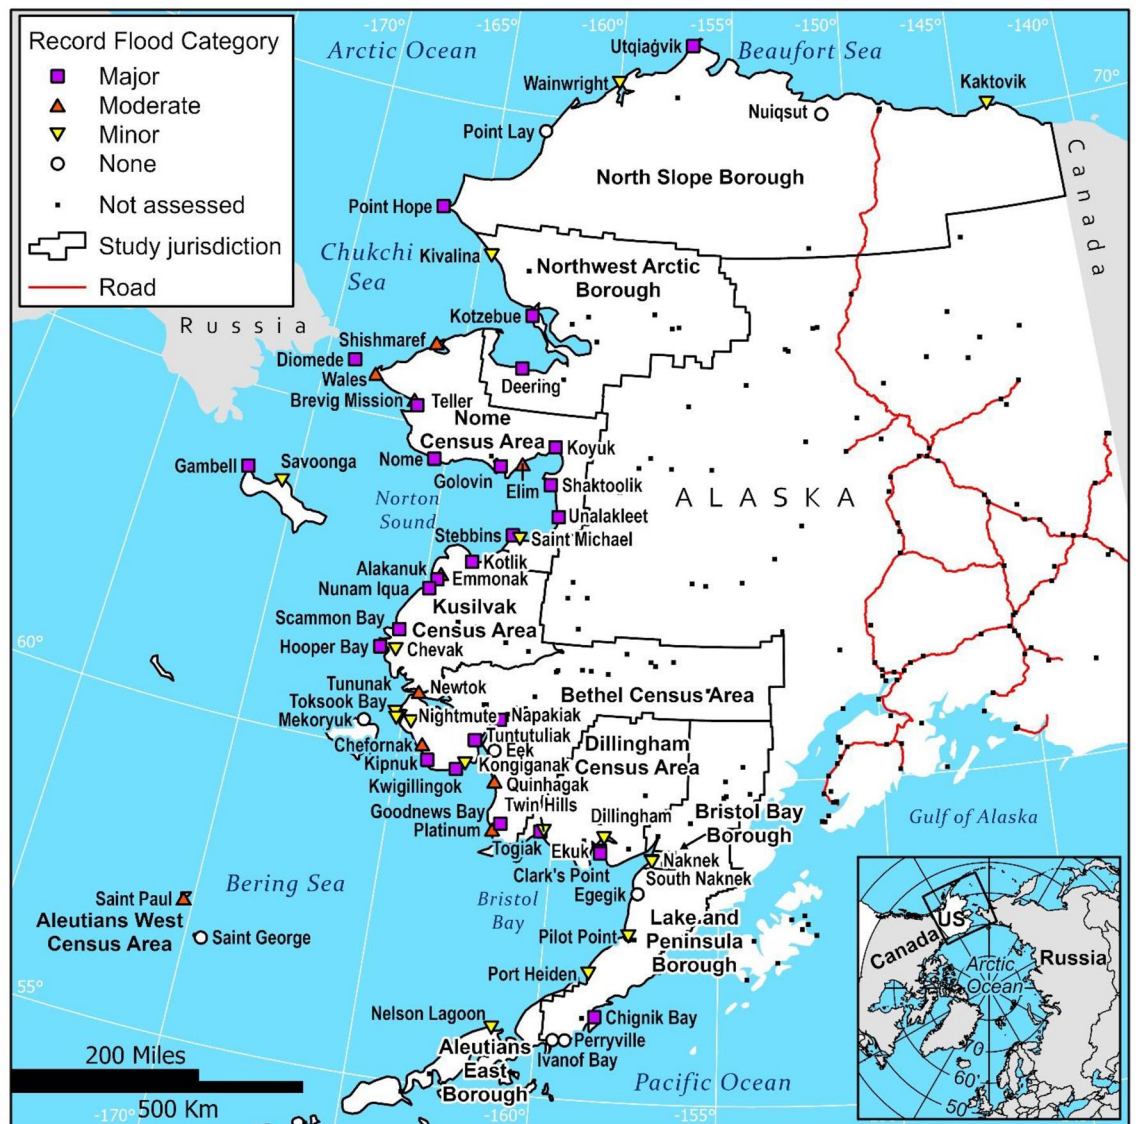 Record Flood Category
Major
Moderate
Minor
None
Not assessed
Study jurisdiction
Road
-170°
-165°
-160°
-155°
-150°
-145°
-140°
Arctic Ocean
Utqiaġvik
Beaufort Sea
Wainwright
Kaktovik
70°
Nuiqsut
Point Lay
Canada
North Slope Borough
Point Hope
Chukchi
Sea
Kivalina
Northwest Arctic
Borough
Kotzebue
Russia
Shishmaref
Diomede
Wales
Deering
Brevig Mission
Teller
Nome
Census Area
Koyuk
Nome
Gambell
Savoonga
Golovin
Elim
Shaktoolik
ALASKA
Norton
Sound
Unalakleet
Stebbins
Saint Michael
Kotlik
Alakanuk
Emmonak
Nunam Iqua
Kusilvak
Census Area
Scammon Bay
Hooper Bay
Chevak
60°
Tununak
Newtok
Bethel Census Area
Toksook Bay
Mekoryuk
Nightmute
Napakiak
Tuntutuliak
Chefornak
Eek
Dillingham
Census Area
Kipnuk
Kongiganak
Kwigillingok
Quinhagak
Twin Hills
Goodnews Bay
Platinum
Dillingham
Bristol Bay
Borough
Gulf of Alaska
Togiak
Ekuk
Clark's Point
Naknek
South Naknek
Bering Sea
Egegik
Bristol
Bay
Saint Paul
Aleutians West
Census Area
Saint George
Lake and
Peninsula
Borough
Pilot Point
Port Heiden
55°
Nelson Lagoon
Chignik Bay
Perryville
Ivanof Bay
Aleutians
East
Borough
Pacific Ocean
200 Miles
500 Km
-170°
-160°
-155°
US
Canada
Russia
Arctic
Ocean
70°
60°
50°